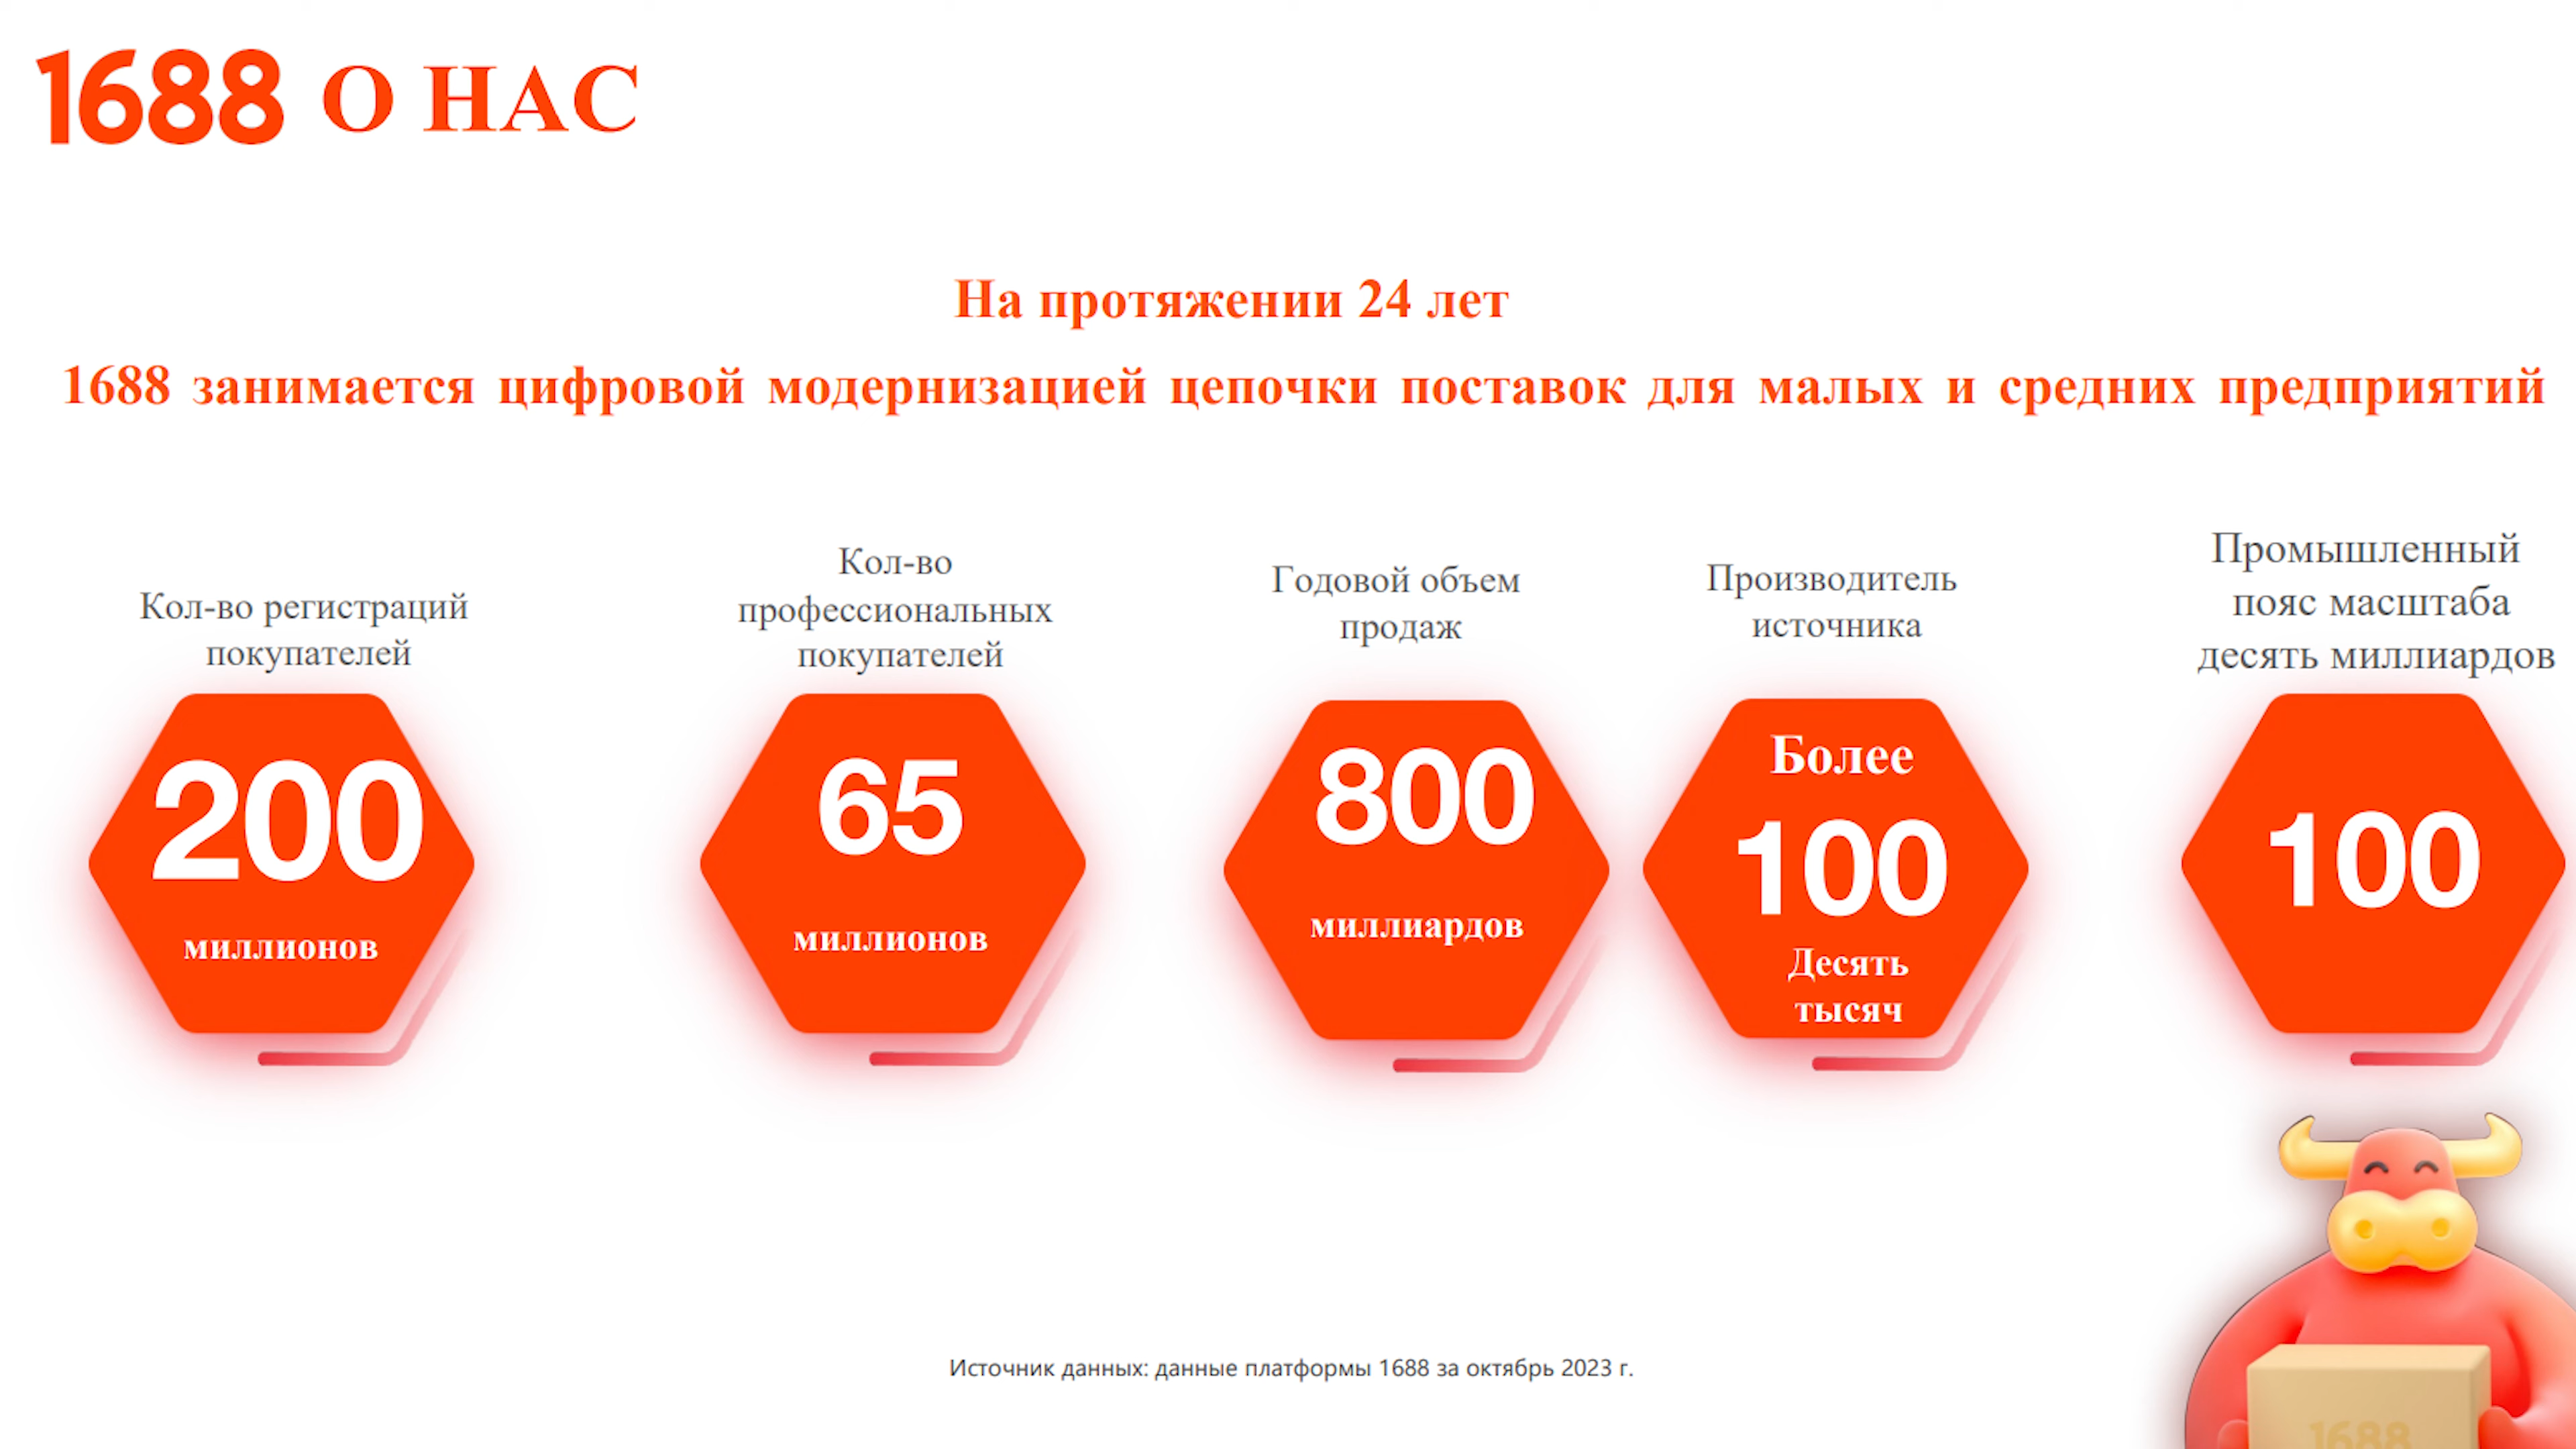 1688 О НАС
На протяжении 24 лет
1688 занимается цифровой модернизацией цепочки поставок для малых и средних предприятий
Кол-во регистраций
покупателей
200
миллионов
Кол-во
профессиональных
покупателей
65
миллионов
Годовой объем
продаж
800
миллиардов
Производитель
источника
Более
100
Десять
тысяч
Промышленный
пояс масштаба
десять миллиардов
100
Источник данных: данные платформы 1688 за октябрь 2023 г.
1688